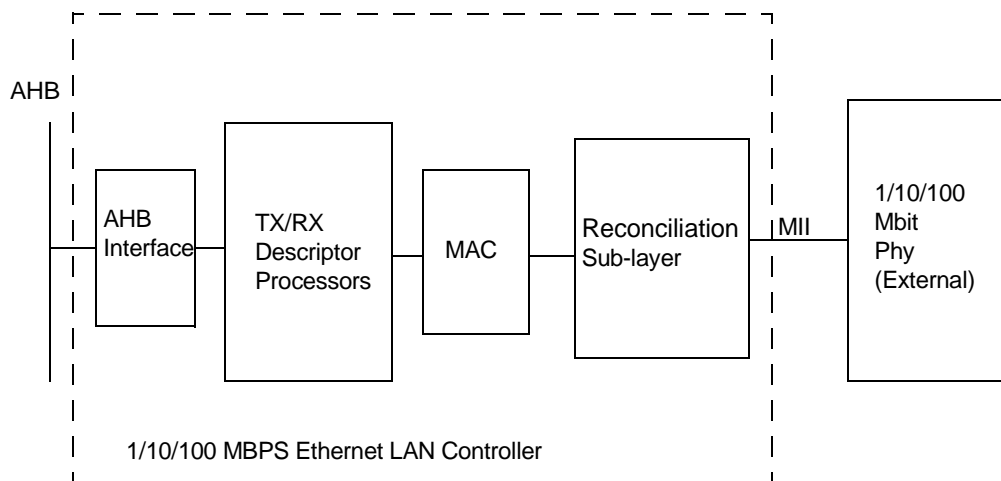 AHB
AHB
Interface
TX/RX
Descriptor
Processors
MAC
Reconciliation
Sub-layer
MII
1/10/100
Mbit
Phy
(External)
1/10/100 MBPS Ethernet LAN Controller